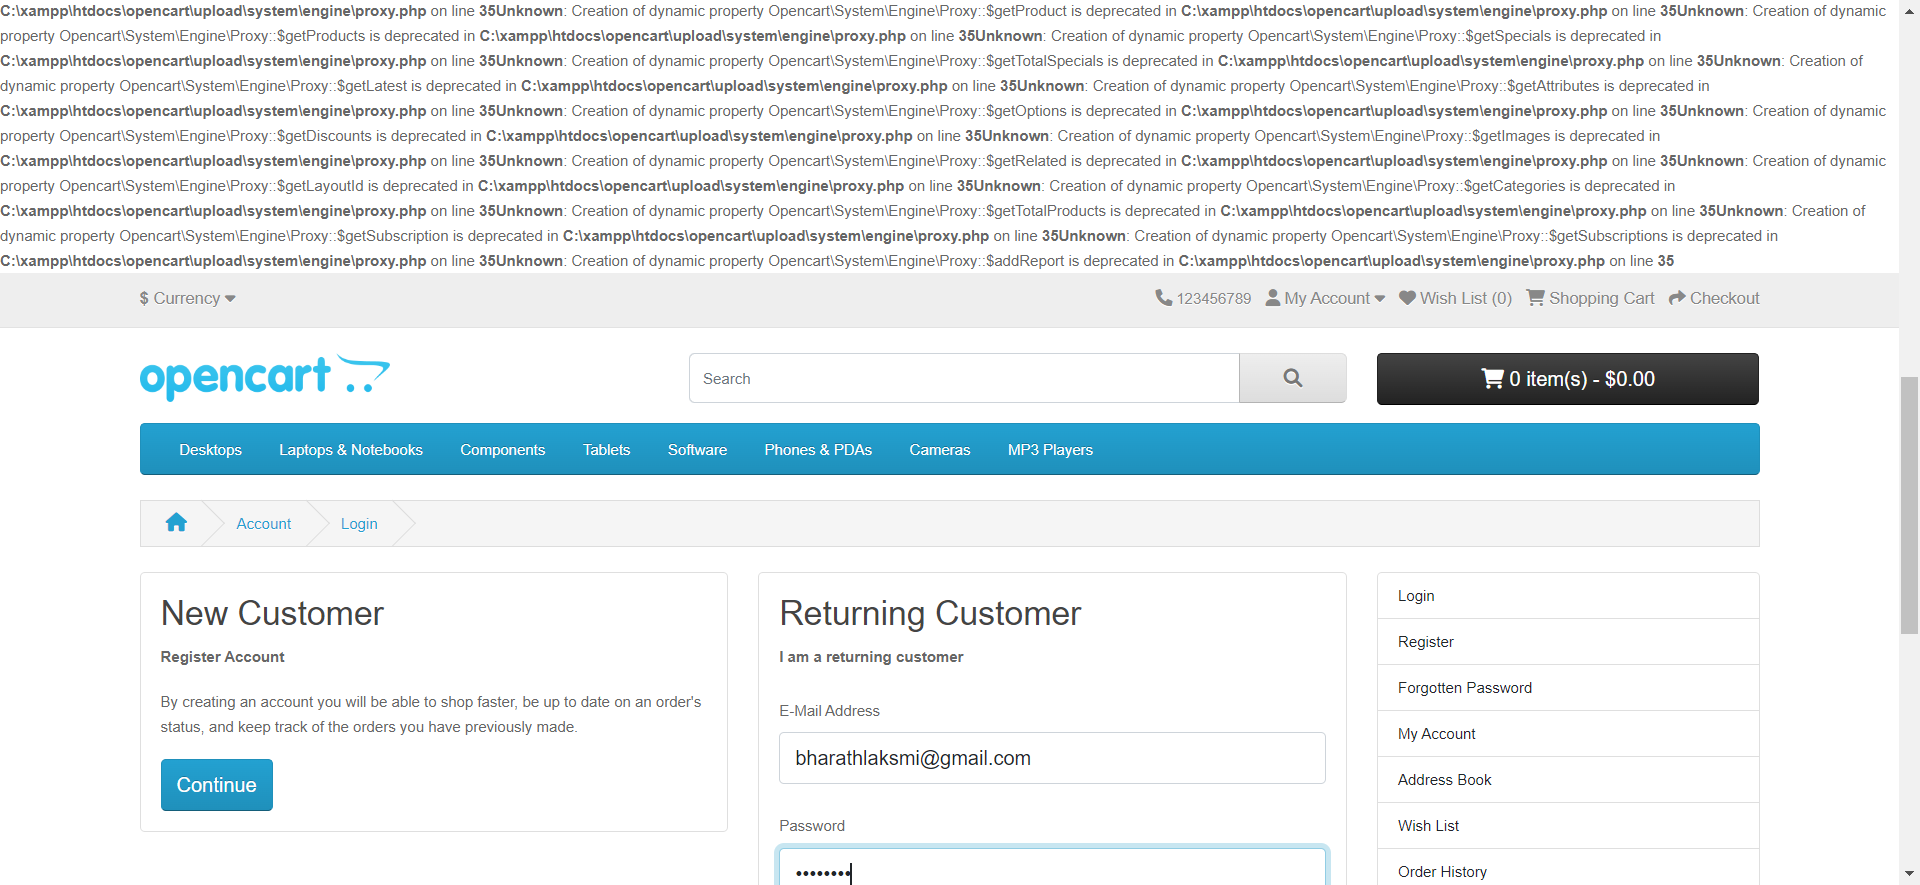 C:\xampp\htdocs\opencart\upload\system\engine\proxy.php on line 35Unknown: Creation of dynamic property Opencart\System\Engine\Proxy::$getProduct is deprecated in C:\xampp\htdocs\opencart\upload\system\engine\proxy.php on line 35Unknown: Creation of dynamic
property Opencart\System\Engine\Proxy::$getProducts is deprecated in C:\xampp\htdocs\opencart\upload\system\engine\proxy.php on line 35Unknown: Creation of dynamic property Opencart\System\Engine\Proxy::$getSpecials is deprecated in
C:\xampp\htdocs\opencart\upload\system\engine\proxy.php on line 35Unknown: Creation of dynamic property Opencart\System\Engine\Proxy::$getTotalSpecials is deprecated in C:\xampp\htdocs\opencart\upload\system\engine\proxy.php on line 35Unknown: Creation of
dynamic property Opencart\System\Engine\Proxy::$getLatest is deprecated in C:\xampp\htdocs\opencart\upload\system\engine\proxy.php on line 35Unknown: Creation of dynamic property Opencart\System\Engine\Proxy::$getAttributes is deprecated in
C:\xampp\htdocs\opencart\upload\system\engine\proxy.php on line 35Unknown: Creation of dynamic property Opencart\System\Engine\Proxy::$getOptions is deprecated in C:\xampp\htdocs\opencart\upload\system\engine\proxy.php on line 35Unknown: Creation of dynamic
property Opencart\System\Engine\Proxy::$getDiscounts is deprecated in C:\xampp\htdocs\opencart\upload\system\engine\proxy.php on line 35Unknown: Creation of dynamic property Opencart\System\Engine\Proxy::$getImages is deprecated in
C:\xampp\htdocs\opencart\upload\system\engine\proxy.php on line 35Unknown: Creation of dynamic property Opencart\System\Engine\Proxy::$getRelated is deprecated in C:\xampp\htdocs\opencart\upload\system\engine\proxy.php on line 35Unknown: Creation of dynamic
property Opencart\System\Engine\Proxy::$getLayoutId is deprecated in C:\xampp\htdocs\opencart\upload\system\engine\proxy.php on line 35Unknown: Creation of dynamic property Opencart\System\Engine\Proxy::$getCategories is deprecated in
C:\xampp\htdocs\opencart\upload\system\engine\proxy.php on line 35Unknown: Creation of dynamic property Opencart\System\Engine\Proxy::$getTotalProducts is deprecated in C:\xampp\htdocs\opencart\upload\system\engine\proxy.php on line 35Unknown: Creation of
dynamic property Opencart\System\Engine\Proxy::$getSubscription is deprecated in C:\xampp\htdocs\opencart\upload\system\engine\proxy.php on line 35Unknown: Creation of dynamic property Opencart\System\Engine\Proxy::$getSubscriptions is deprecated in
C:\xampp\htdocs\opencart\upload\system\engine\proxy.php on line 35Unknown: Creation of dynamic property Opencart\System\Engine\Proxy::$addReport is deprecated in C:\xampp\htdocs\opencart\upload\system\engine\proxy.php on line 35
$ Currency 123456789 My Account Wish List (0) Shopping Cart Checkout
opencart Search 0 item(s) - $0.00
Desktops Laptops & Notebooks Components Tablets Software Phones & PDAs Cameras MP3 Players
Account Login
New Customer
Register Account
By creating an account you will be able to shop faster, be up to date on an order's
status, and keep track of the orders you have previously made.
Continue
Returning Customer
I am a returning customer
E-Mail Address
bharathlaksmi@gmail.com
Password
••••••••
Login
Register
Forgotten Password
My Account
Address Book
Wish List
Order History